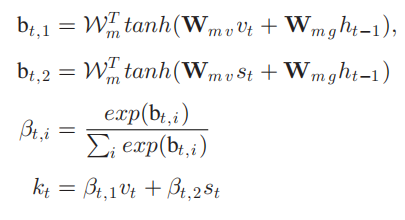 𝔟_{t,1} = 𝒲_m^T tanh(𝐖_{mv}v_t + 𝐖_{mg}h_{t−1}),
𝔟_{t,2} = 𝒲_m^T tanh(𝐖_{mv}s_t + 𝐖_{mg}h_{t−1})
β_{t,i} = \frac{exp(𝔟_{t,i})}{∑_i exp(𝔟_{t,i})}
k_t = β_{t,1}v_t + β_{t,2}s_t